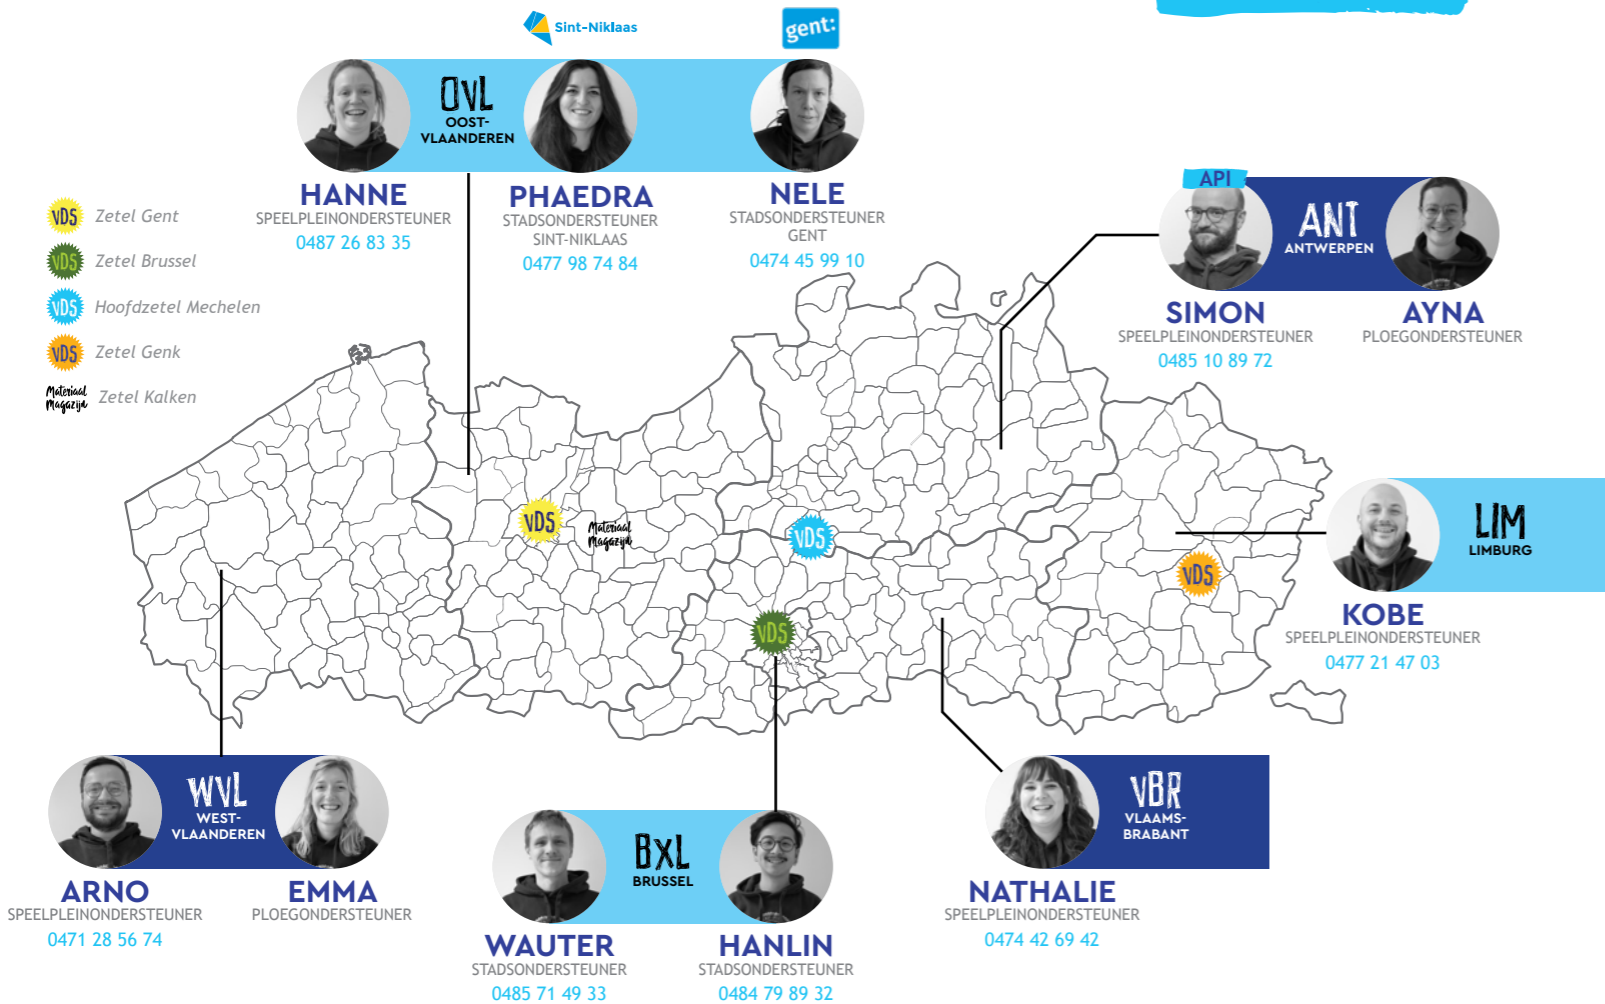 Sint-Niklaas
gent:
OVL
OOST-
VLAANDEREN
HANNE
SPEELPLEINONDERSTEUNER
0487 26 83 35
PHAEDRA
STADSONDERSTEUNER
SINT-NIKLAAS
0477 98 74 84
NELE
STADSONDERSTEUNER
GENT
0474 45 99 10
VDS Zetel Gent
VDS Zetel Brussel
VDS Hoofdzetel Mechelen
VDS Zetel Genk
Materiaal
Magazijn
Zetel Kalken
API
ANT
ANTWERPEN
SIMON
SPEELPLEINONDERSTEUNER
0485 10 89 72
AYNA
PLOEGONDERSTEUNER
VDS
Materiaal
Magazijn
VDS
VDS
VDS
LIM
LIMBURG
KOBE
SPEELPLEINONDERSTEUNER
0477 21 47 03
WVL
WEST-
VLAANDEREN
ARNO
SPEELPLEINONDERSTEUNER
0471 28 56 74
EMMA
PLOEGONDERSTEUNER
BXL
BRUSSEL
WAUTER
STADSONDERSTEUNER
0485 71 49 33
HANLIN
STADSONDERSTEUNER
0484 79 89 32
VBR
VLAAMS-
BRABANT
NATHALIE
SPEELPLEINONDERSTEUNER
0474 42 69 42